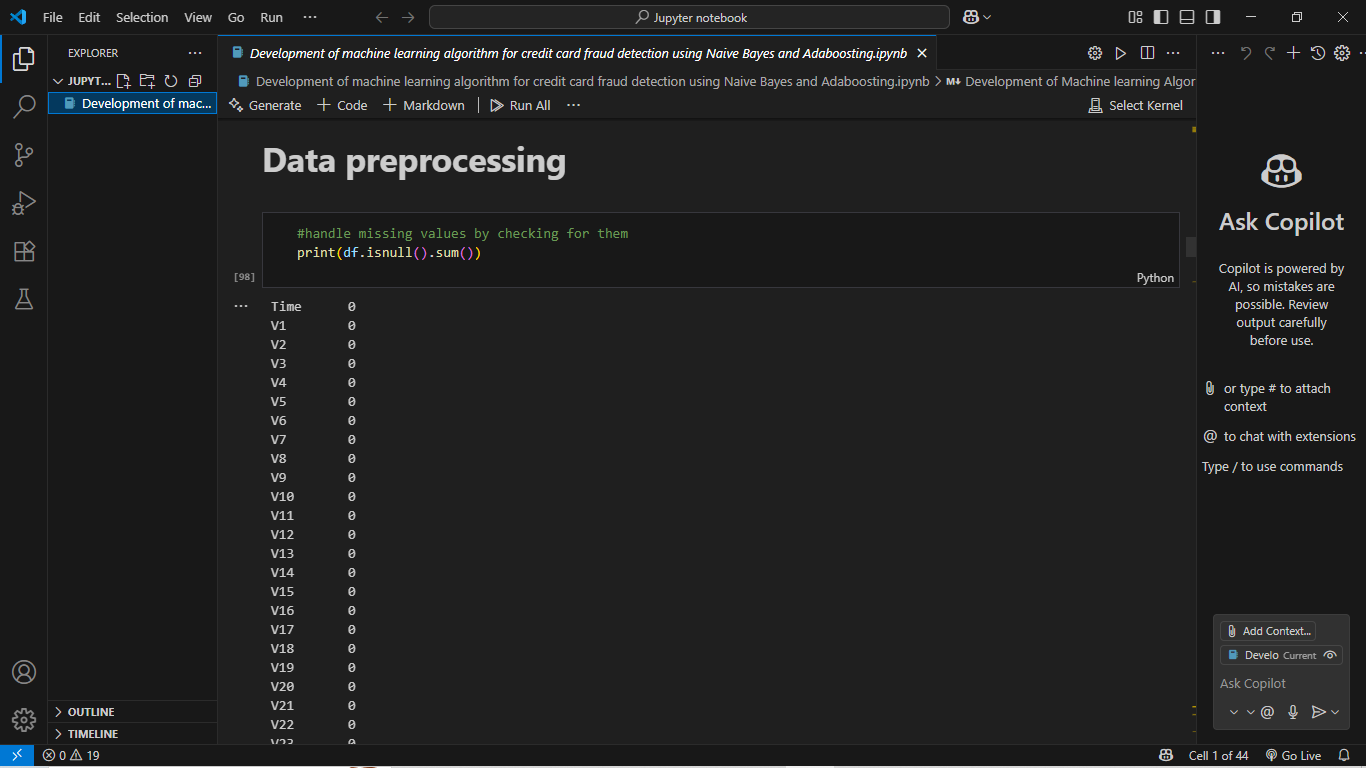 File Edit Selection View Go Run ···
Jupyter notebook
EXPLORER ···
JUPYT...
Development of mac...
OUTLINE
TIMELINE
Development of machine learning algorithm for credit card fraud detection using Naive Bayes and Adaboosting.ipynb
Development of machine learning algorithm for credit card fraud detection using Naive Bayes and Adaboosting.ipynb > M↓ Development of Machine learning Algor
Generate + Code + Markdown Run All ··· Select Kernel
Data preprocessing
#handle missing values by checking for them
print(df.isnull().sum())
[98] Python
Time 0
V1 0
V2 0
V3 0
V4 0
V5 0
V6 0
V7 0
V8 0
V9 0
V10 0
V11 0
V12 0
V13 0
V14 0
V15 0
V16 0
V17 0
V18 0
V19 0
V20 0
V21 0
V22 0
V23 0
Ask Copilot
Copilot is powered by
AI, so mistakes are
possible. Review
output carefully
before use.
or type # to attach
context
@ to chat with extensions
Type / to use commands
Add Context...
Develo Current
Ask Copilot
@
0 19
Cell 1 of 44 Go Live